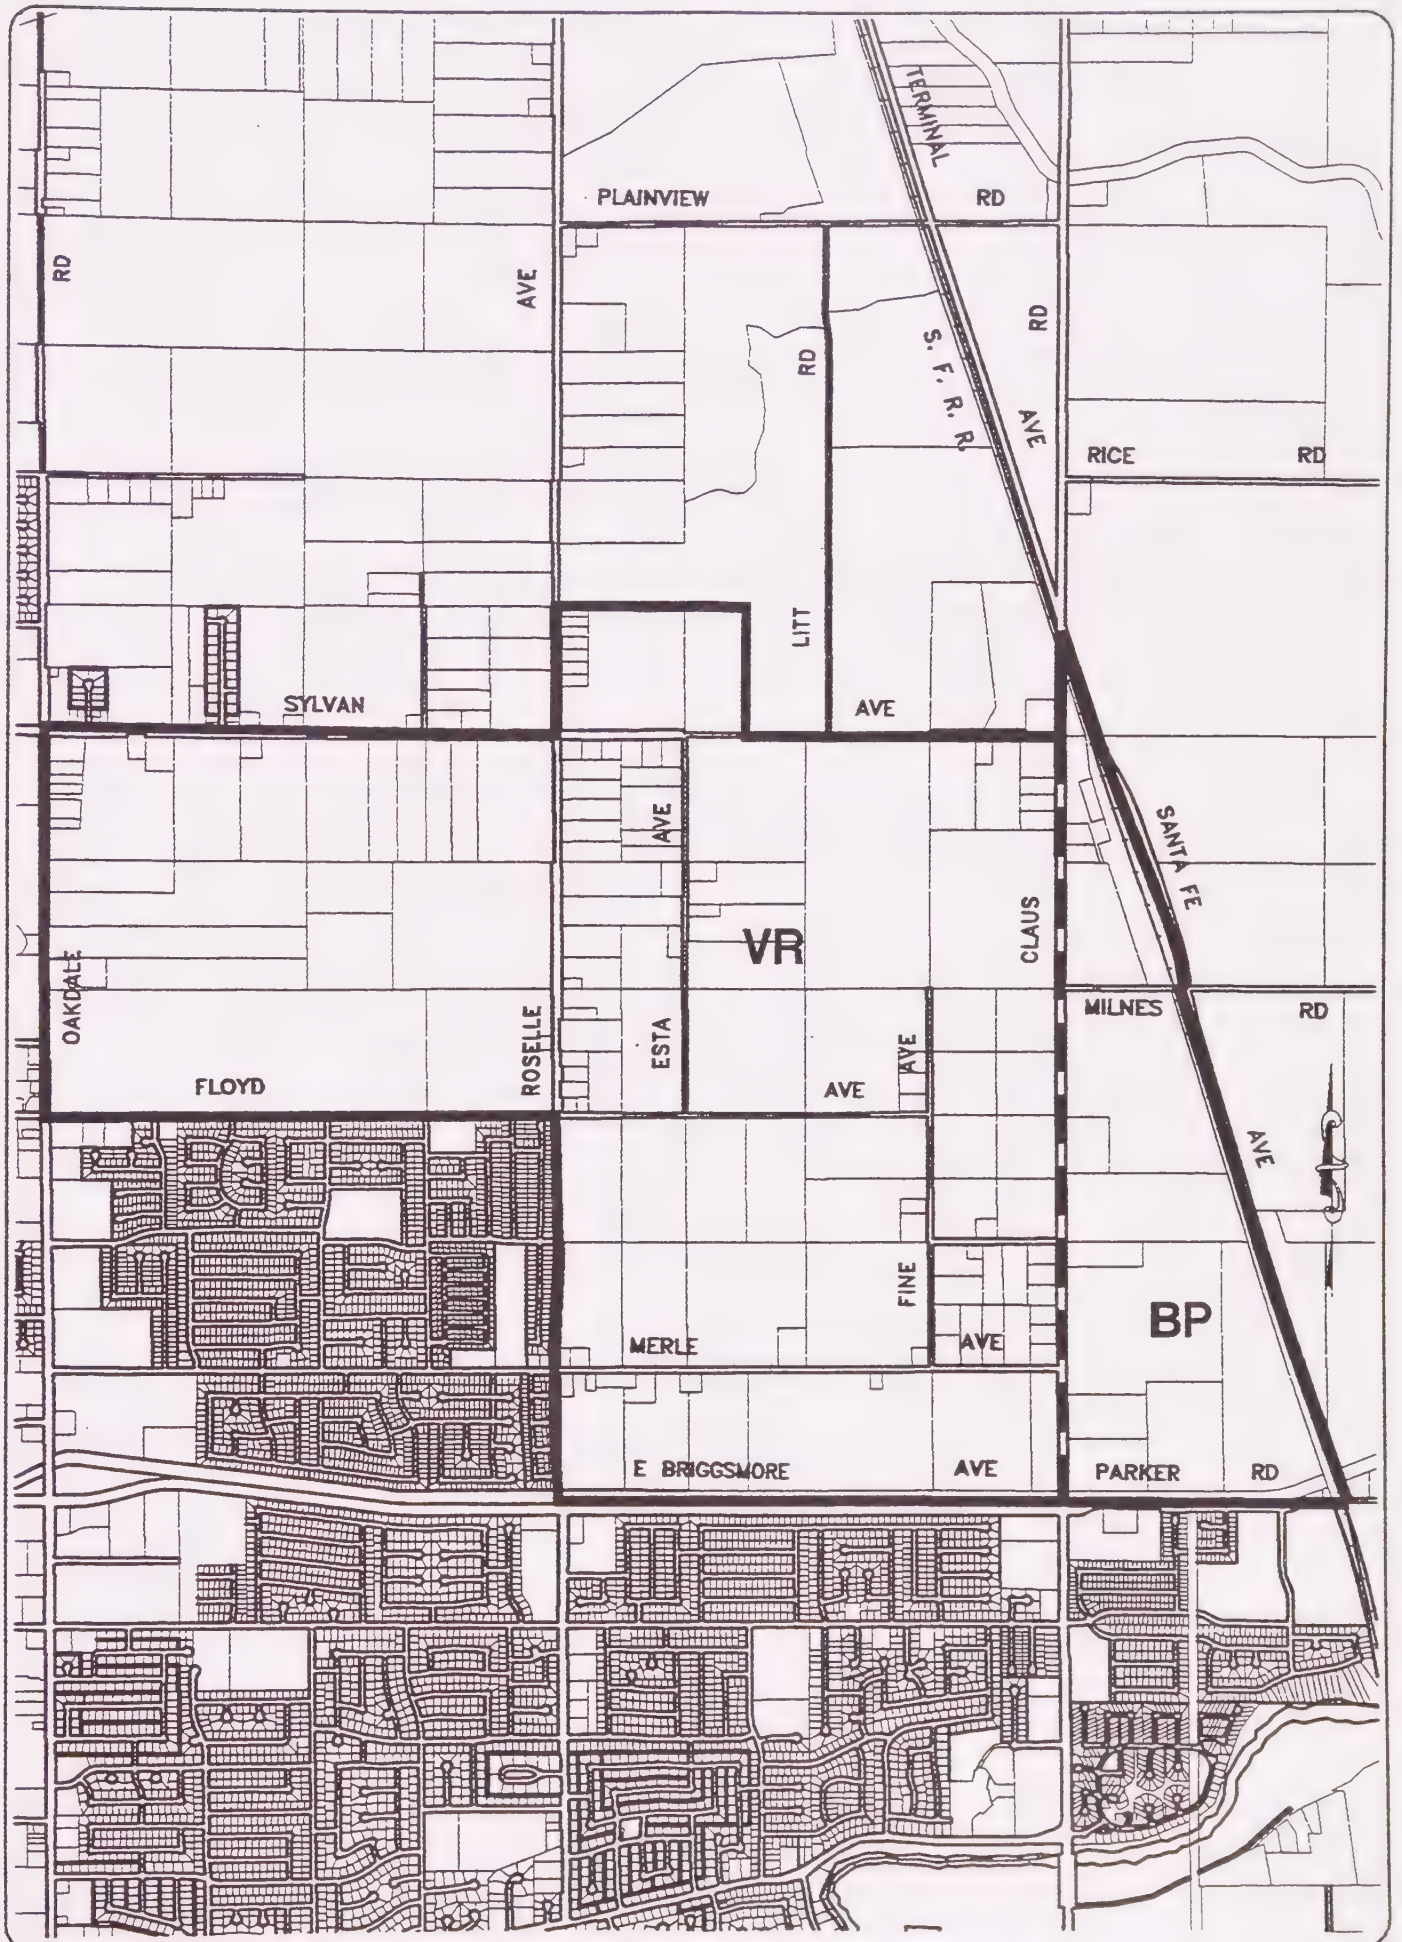 TERMINAL
PLAINVIEW
RD
RD
AVE
RD
RD
S. F. R. R.
AVE
RICE
RD
LITT
SYLVAN
AVE
AVE
SANTA FE
VR
CLAUS
OAKDALE
ROSELLE
ESTA
AVE
MILNES
RD
FLOYD
AVE
AVE
FINE
BP
MERLE
AVE
E BRIGGSMORE
AVE
PARKER
RD